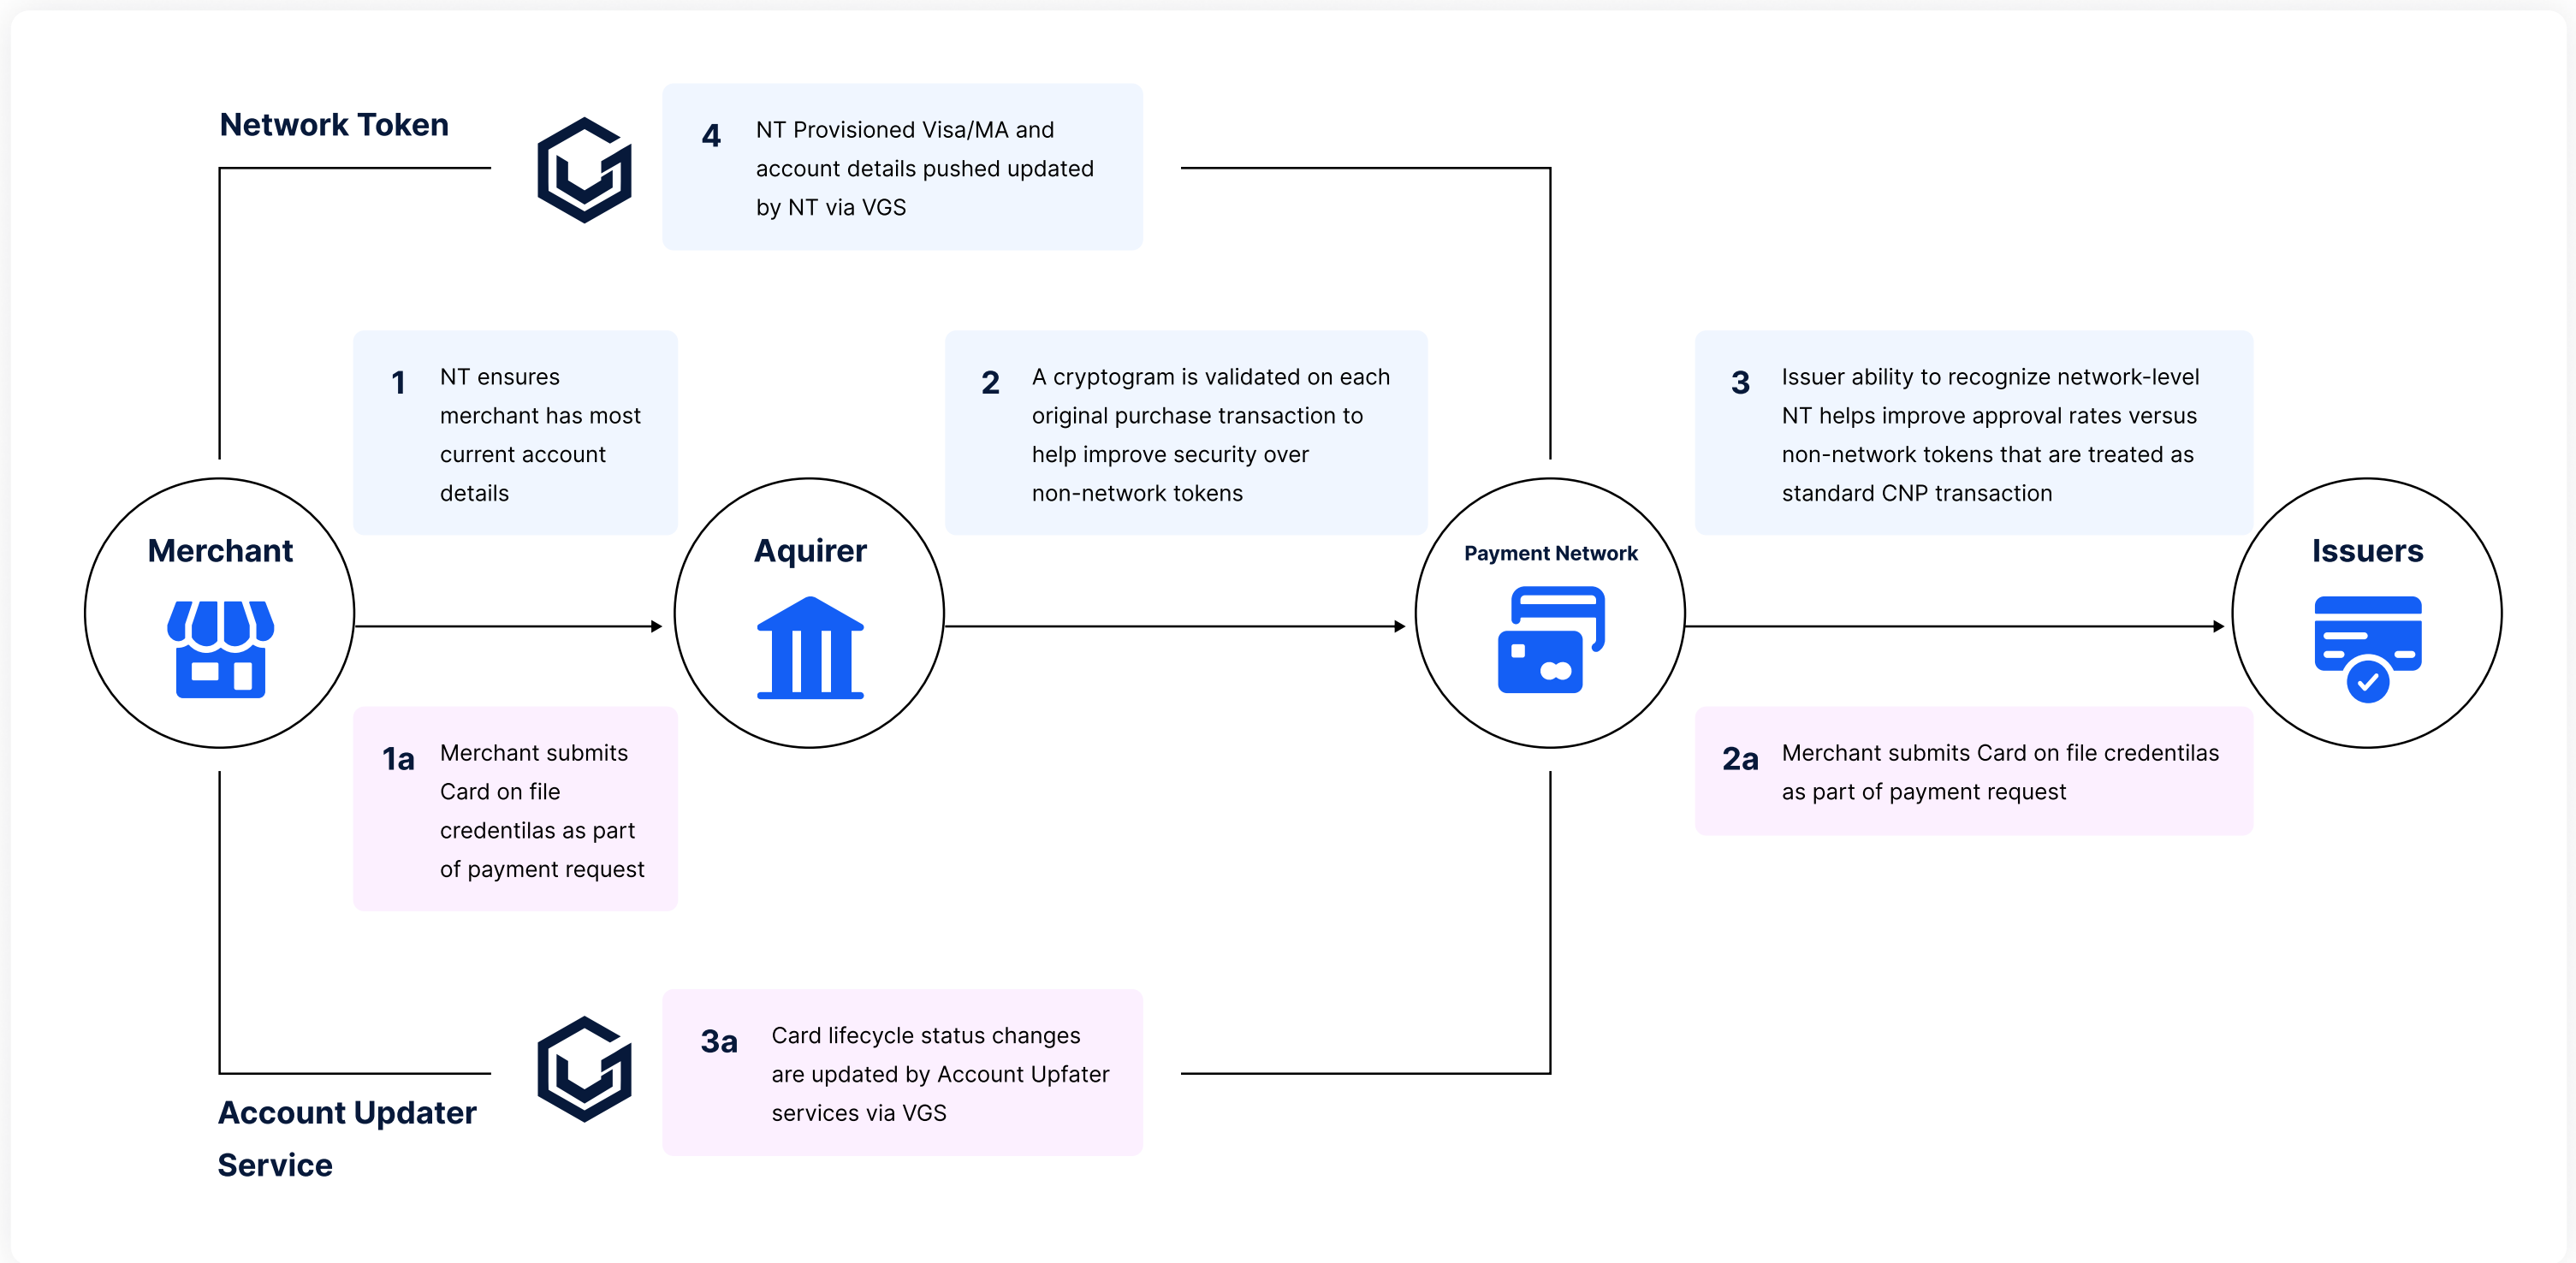 Network Token
4
NT Provisioned Visa/MA and
account details pushed updated
by NT via VGS
1
NT ensures
merchant has most
current account
details
2
A cryptogram is validated on each
original purchase transaction to
help improve security over
non-network tokens
3
Issuer ability to recognize network-level
NT helps improve approval rates versus
non-network tokens that are treated as
standard CNP transaction
Merchant
Aquirer
Payment Network
Issuers
1a
Merchant submits
Card on file
credentilas as part
of payment request
2a
Merchant submits Card on file credentilas
as part of payment request
3a
Card lifecycle status changes
are updated by Account Upfater
services via VGS
Account Updater
Service